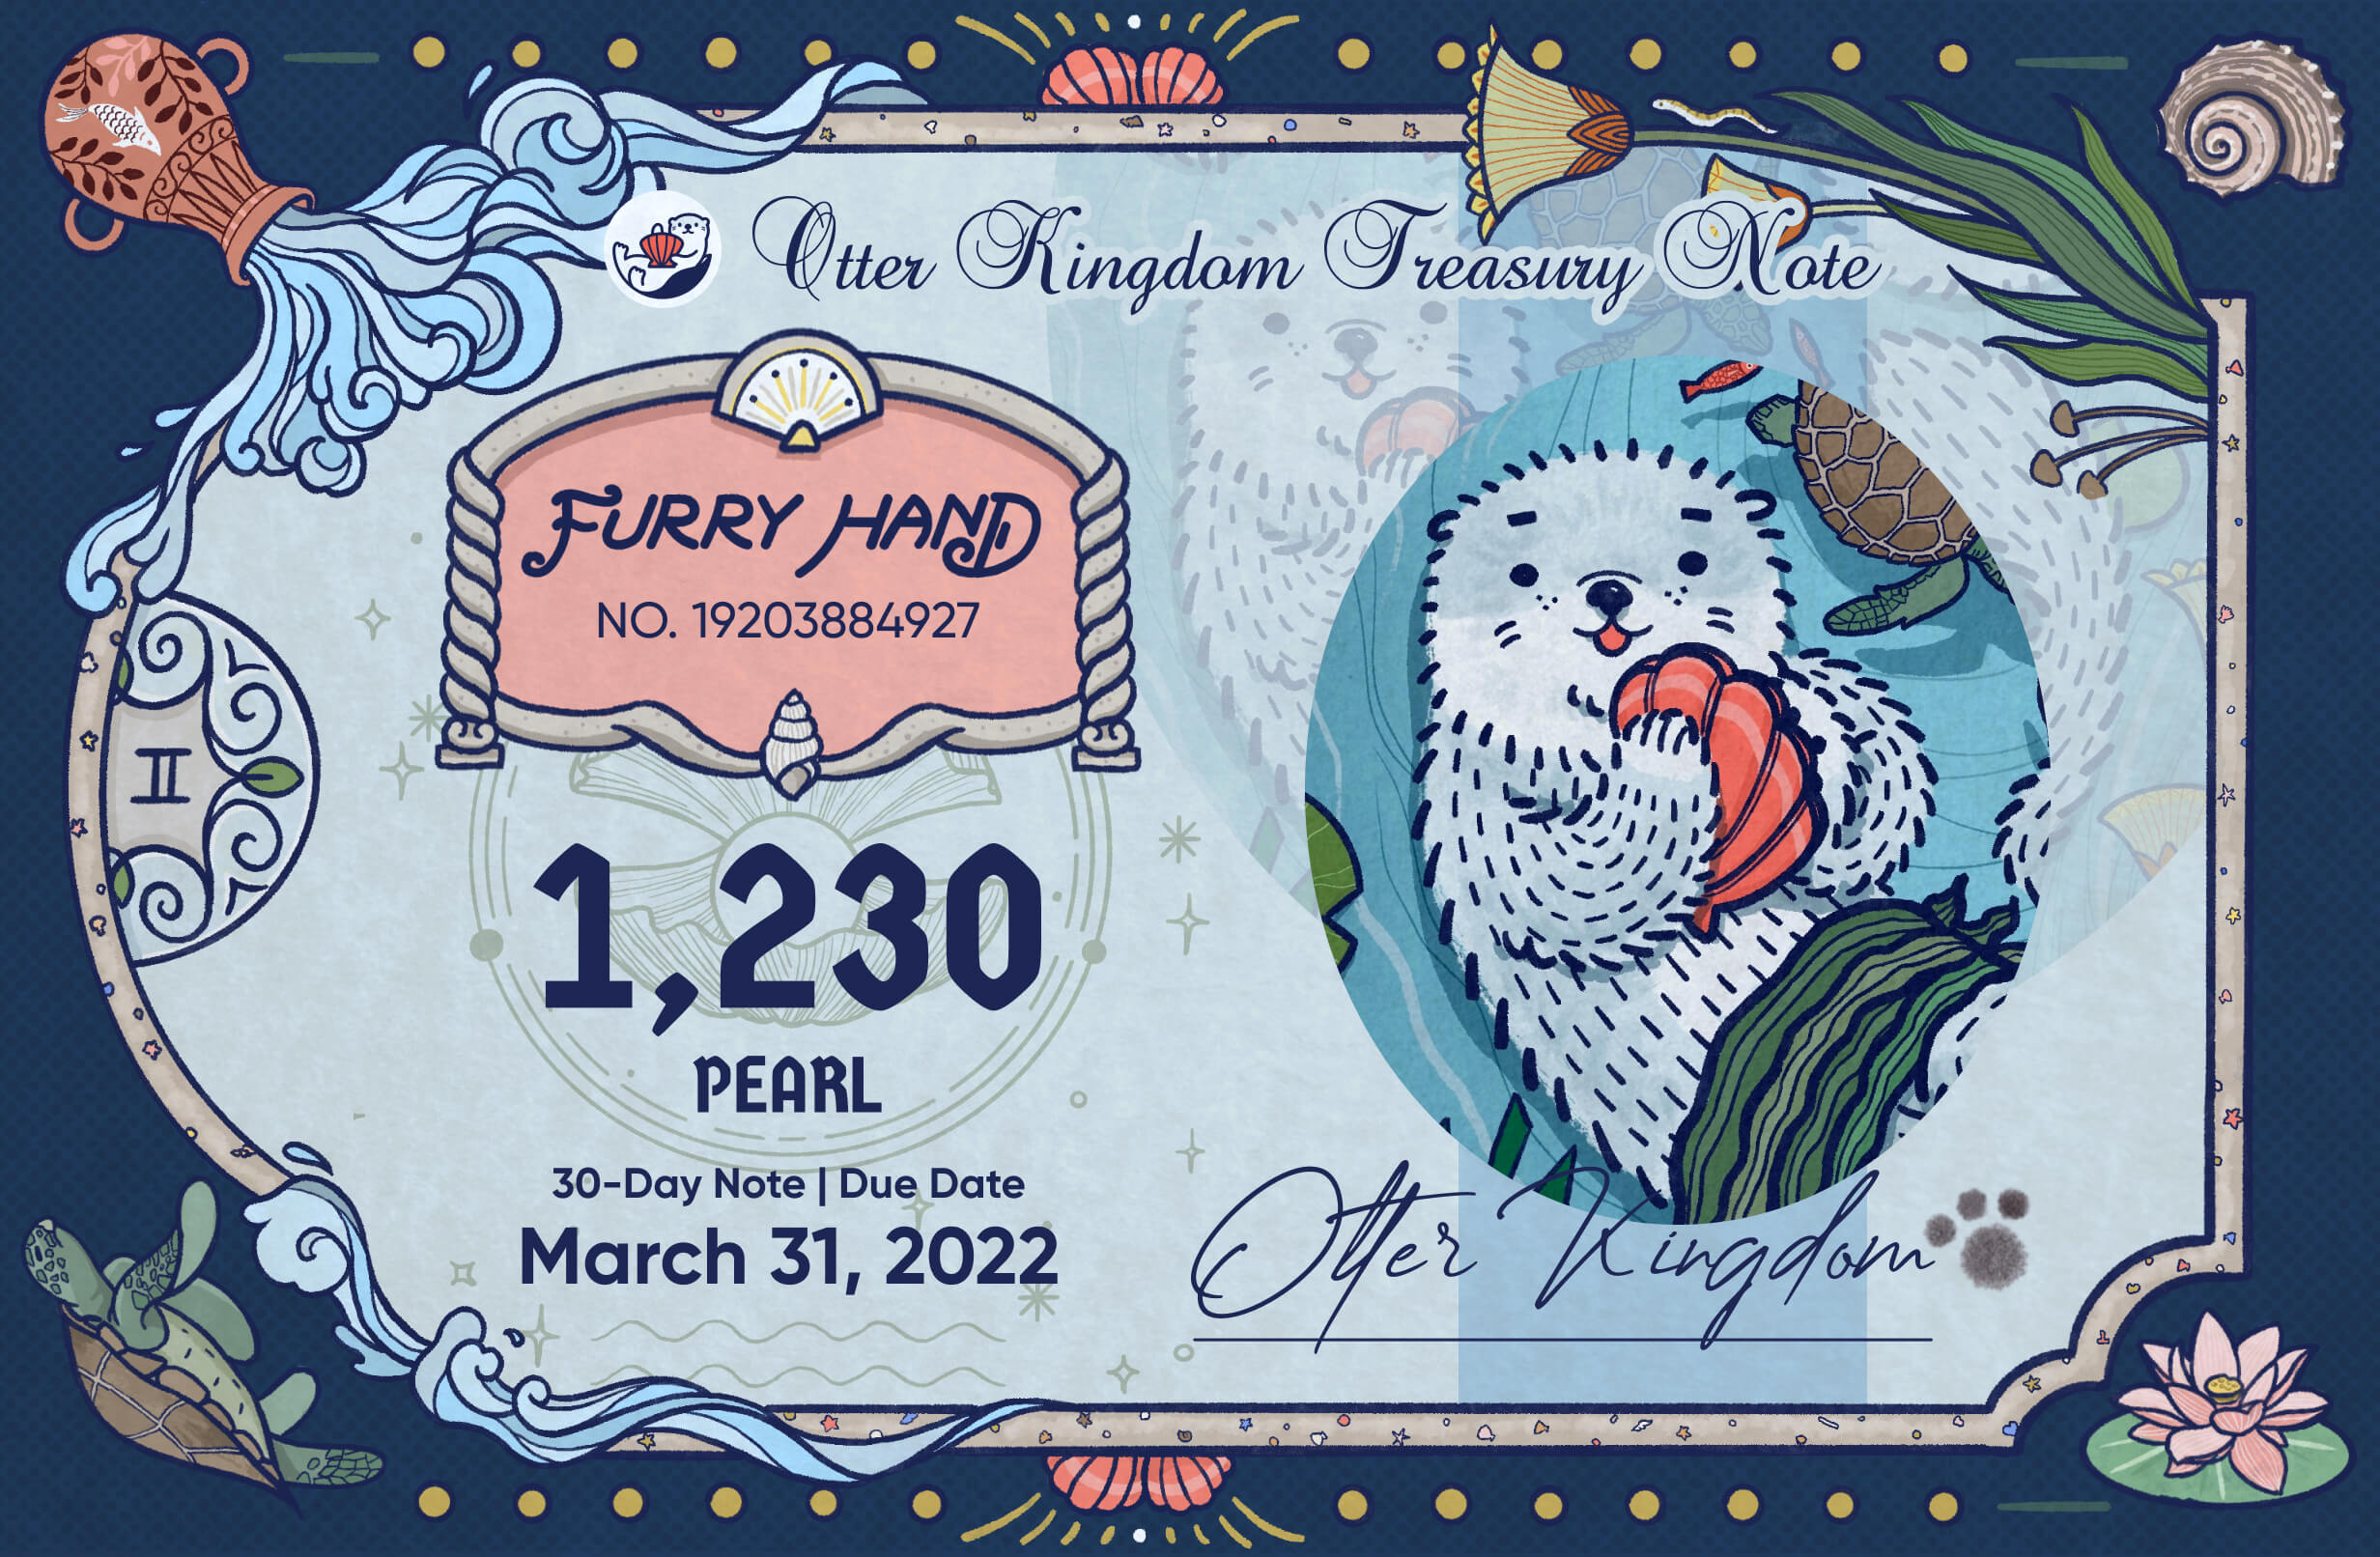 Otter Kingdom Treasury Note
FURRY HAND
NO. 19203884927
II
1,230
PEARL
30-Day Note | Due Date
March 31, 2022
Otter Kingdom